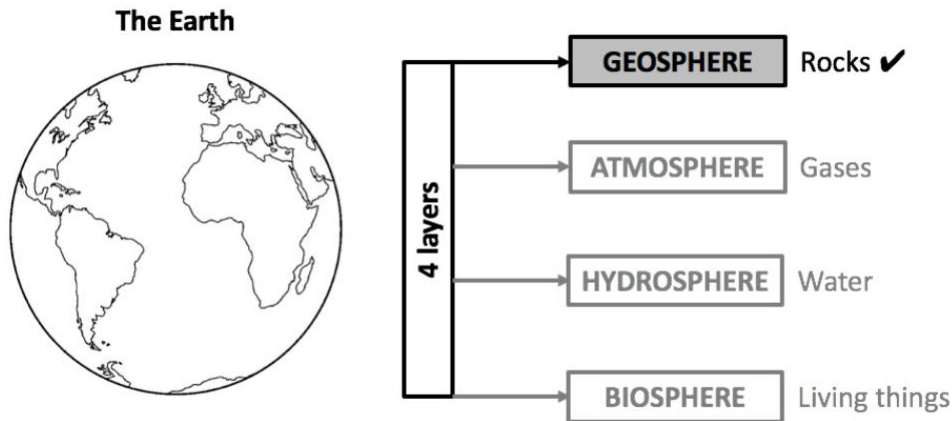 The Earth
4 layers
GEOSPHERE Rocks ✔
ATMOSPHERE Gases
HYDROSPHERE Water
BIOSPHERE Living things